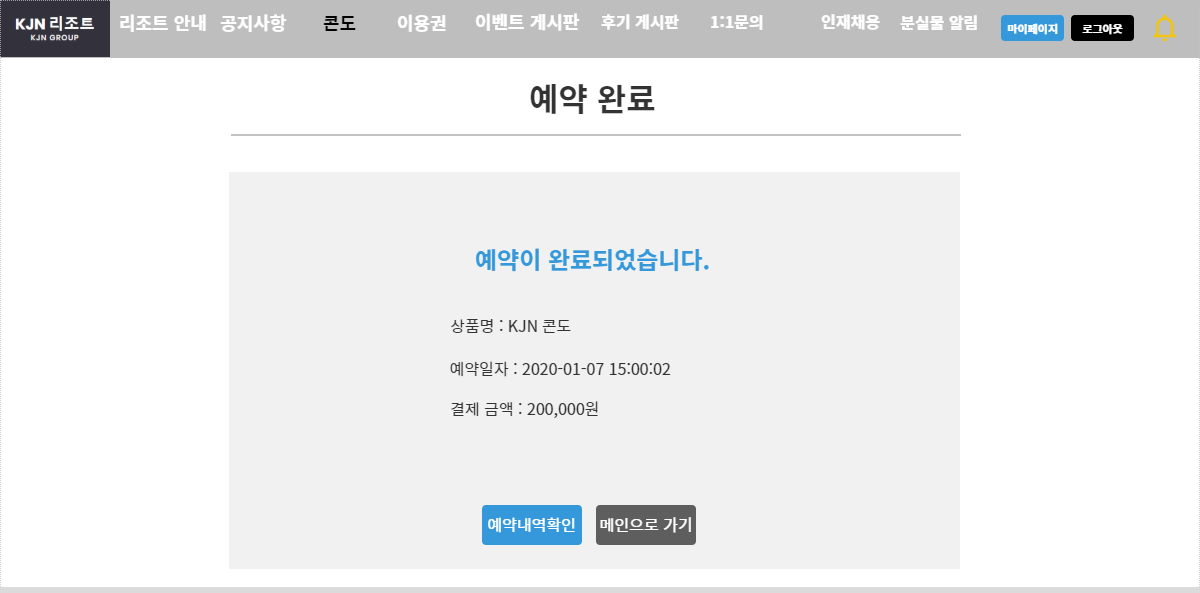 KJN 리조트
KJN GROUP
리조트 안내 공지사항 콘도 이용권 이벤트 게시판 후기 게시판 1:1문의 인재채용 분실물 알림 마이페이지 로그아웃
예약 완료
예약이 완료되었습니다.
상품명 : KJN 콘도
예약일자 : 2020-01-07 15:00:02
결제 금액 : 200,000원
예약내역확인 메인으로 가기